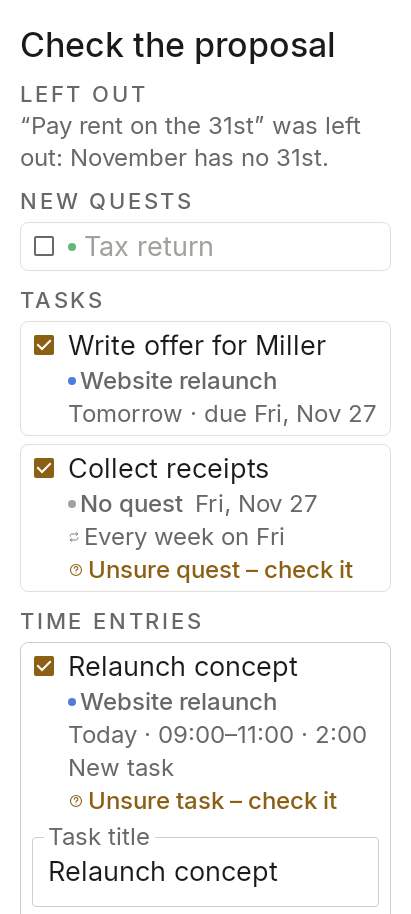 Check the proposal
LEFT OUT
“Pay rent on the 31st” was left
out: November has no 31st.
NEW QUESTS
Tax return
TASKS
Write offer for Miller
Website relaunch
Tomorrow · due Fri, Nov 27
Collect receipts
No quest Fri, Nov 27
Every week on Fri
Unsure quest – check it
TIME ENTRIES
Relaunch concept
Website relaunch
Today · 09:00–11:00 · 2:00
New task
Unsure task – check it
Task title
Relaunch concept